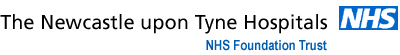 The Newcastle upon Tyne Hospitals NHS
NHS Foundation Trust